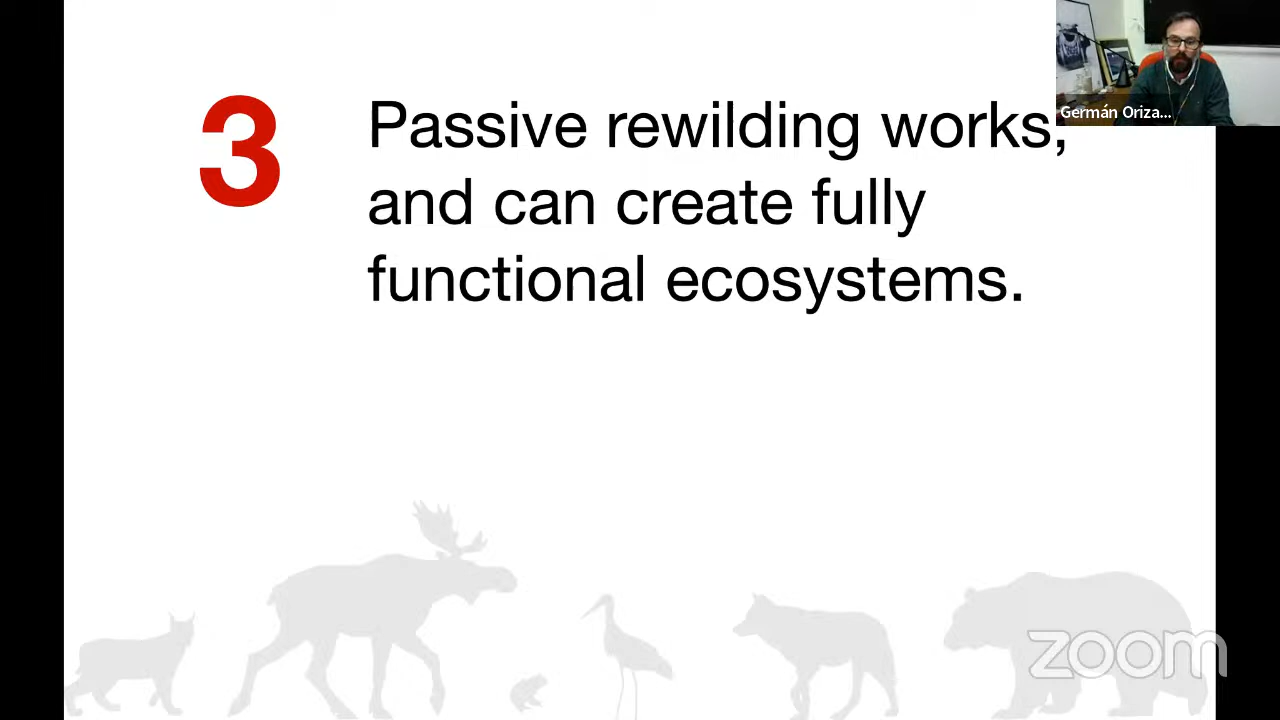 3
Passive rewilding works,
and can create fully
functional ecosystems.
Germán Oriza...
zoom